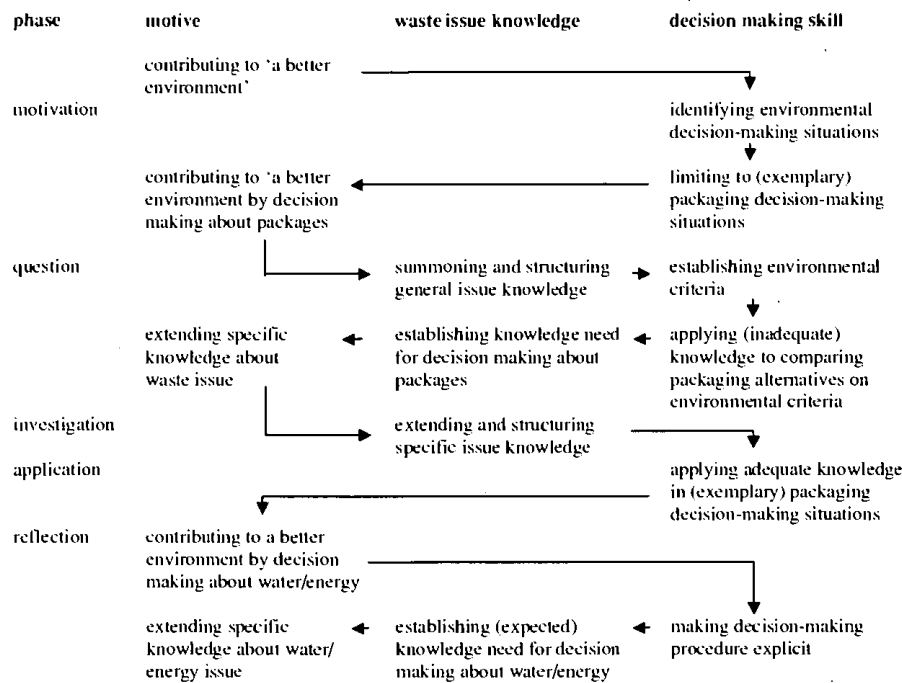 phase motive waste issue knowledge decision making skill
contributing to ‘a better
environment’
motivation
identifying environmental
decision-making situations
contributing to ‘a better
environment by decision
making about packages
limiting to (exemplary)
packaging decision-making
situations
question
summoning and structuring
general issue knowledge
establishing environmental
criteria
extending specific
knowledge about
waste issue
establishing knowledge need
for decision making about
packages
applying (inadequate)
knowledge to comparing
packaging alternatives on
environmental criteria
investigation
extending and structuring
specific issue knowledge
application
applying adequate knowledge
in (exemplary) packaging
decision-making situations
reflection
contributing to a better
environment by decision
making about water/energy
extending specific
knowledge about water/
energy issue
establishing (expected)
knowledge need for decision
making about water/energy
making decision-making
procedure explicit